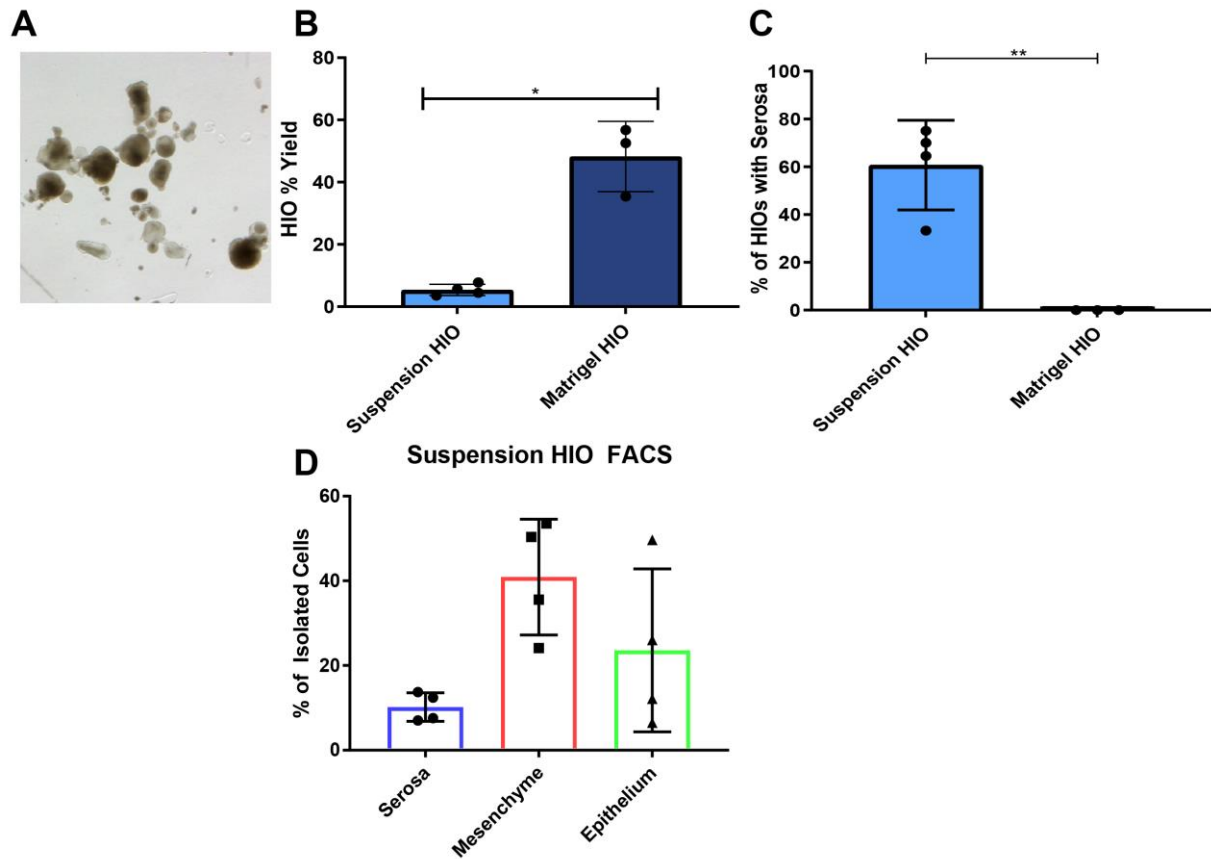 A
B
HIO % Yield
80
60
40
20
0
*
Suspension HIO
Matrigel HIO
C
% of HIOs with Serosa
100
80
60
40
20
0
**
Suspension HIO
Matrigel HIO
D
Suspension HIO FACS
% of Isolated Cells
60
40
20
0
Serosa
Mesenchyme
Epithelium